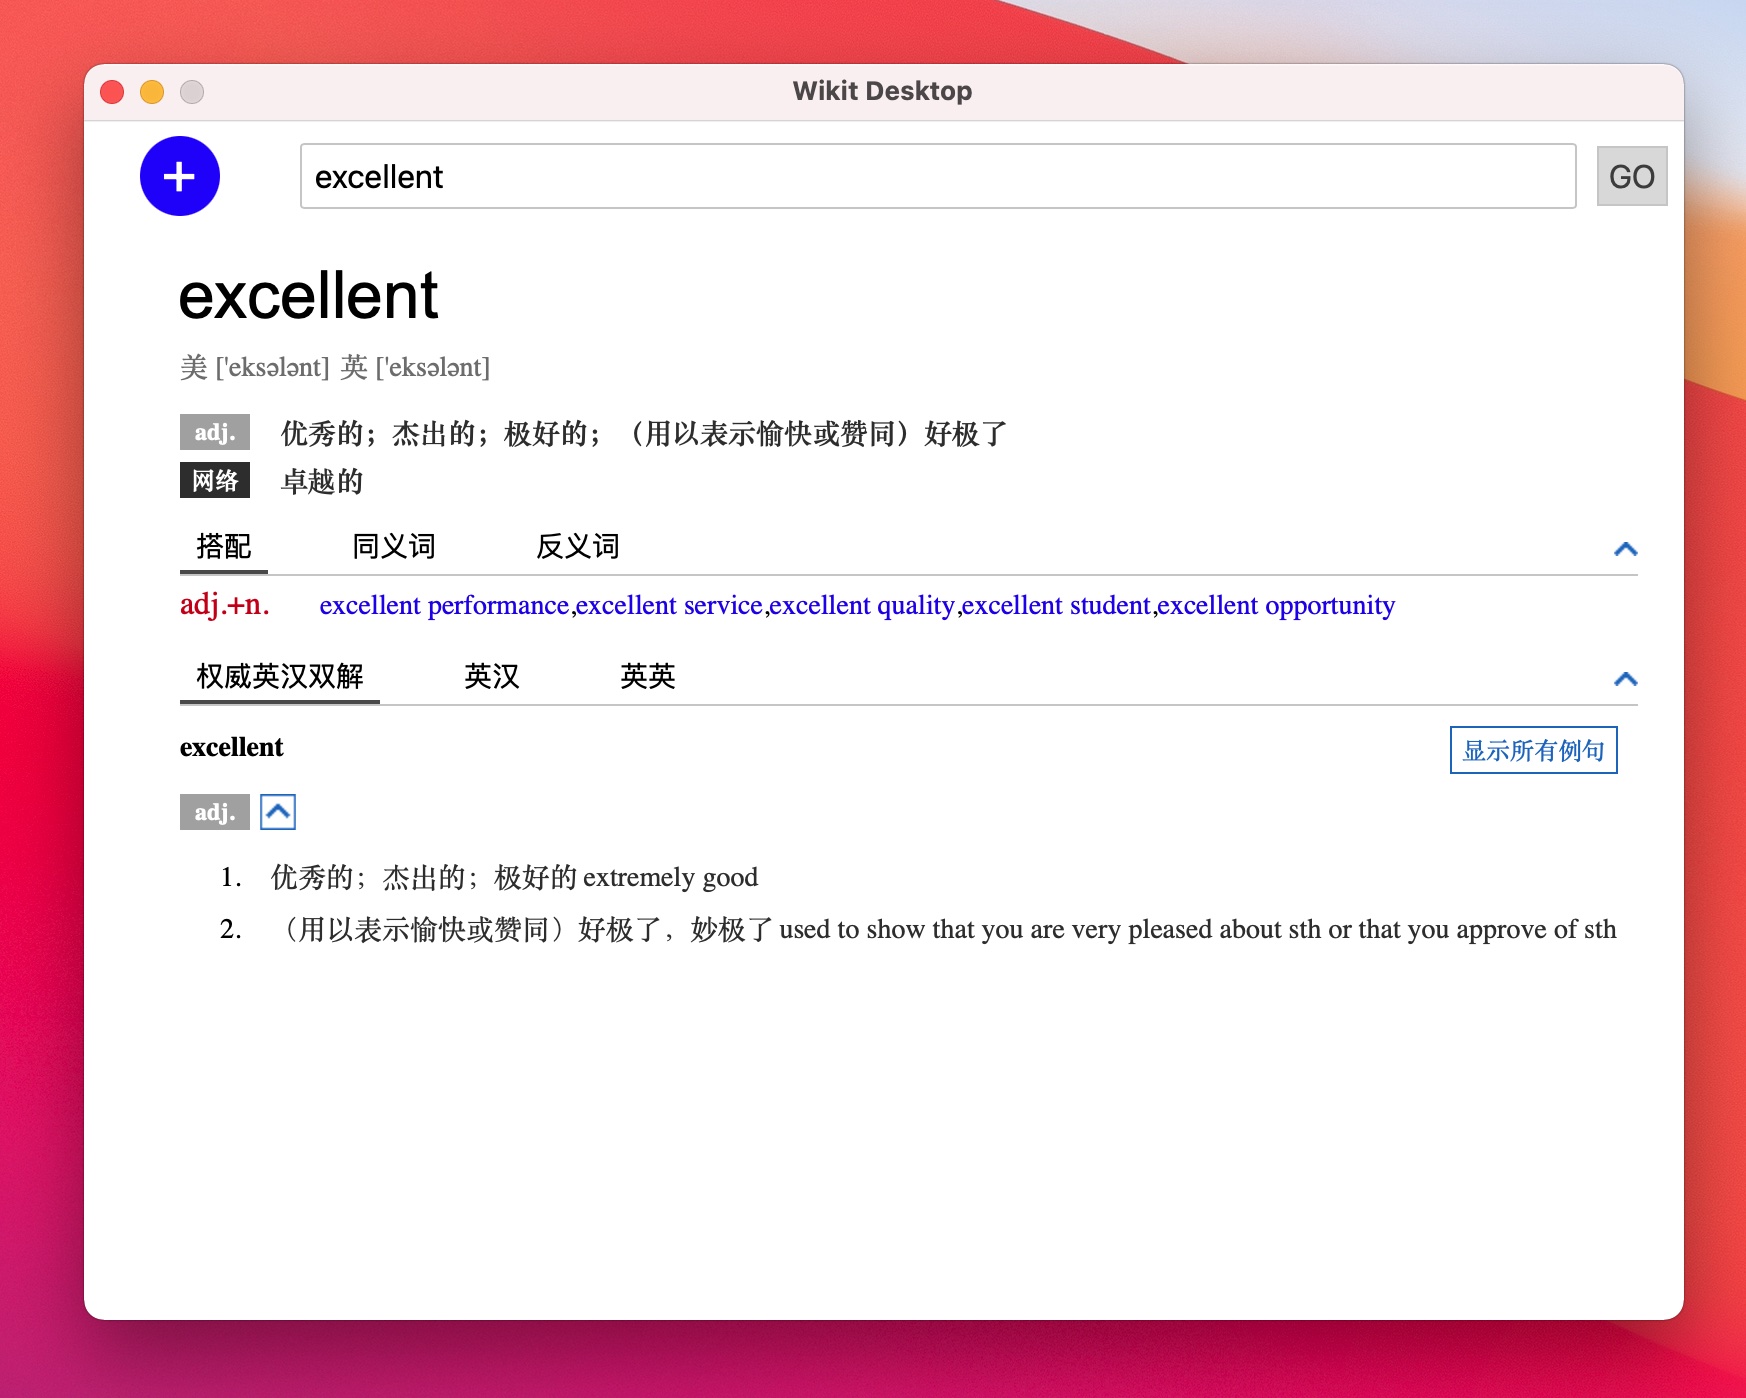 Wikit Desktop
+ excellent GO
excellent
美 ['eksələnt] 英 ['eksələnt]
adj. 优秀的；杰出的；极好的；（用以表示愉快或赞同）好极了
网络 卓越的
搭配 同义词 反义词
adj.+n. excellent performance,excellent service,excellent quality,excellent student,excellent opportunity
权威英汉双解 英汉 英英
excellent 显示所有例句
adj.
1. 优秀的；杰出的；极好的 extremely good
2. （用以表示愉快或赞同）好极了，妙极了 used to show that you are very pleased about sth or that you approve of sth